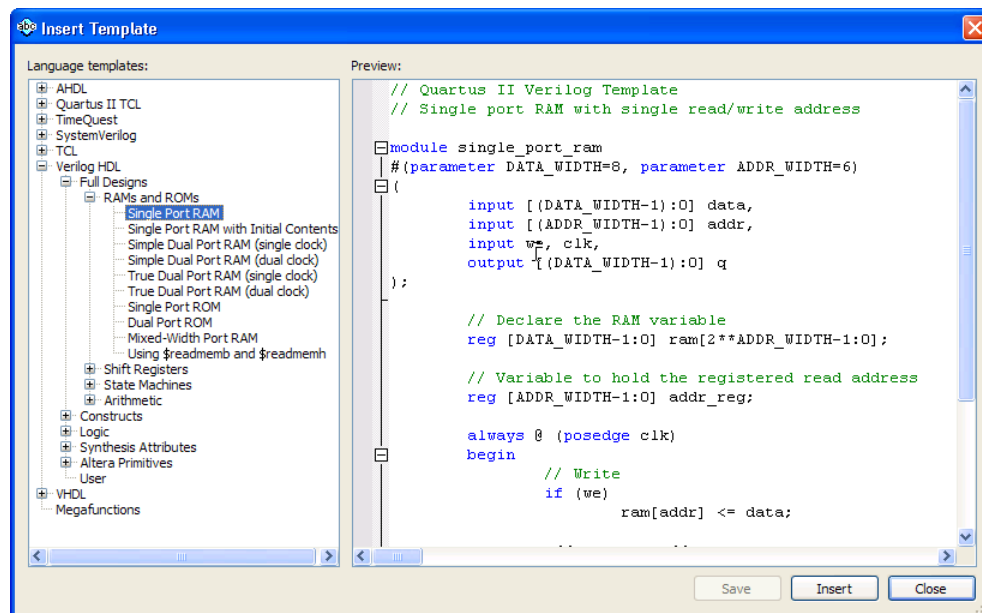 Insert Template
Language templates:
AHDL
Quartus II TCL
TimeQuest
SystemVerilog
TCL
Verilog HDL
Full Designs
RAMs and ROMs
Single Port RAM
Single Port RAM with Initial Contents
Simple Dual Port RAM (single clock)
Simple Dual Port RAM (dual clock)
True Dual Port RAM (single clock)
True Dual Port RAM (dual clock)
Single Port ROM
Dual Port ROM
Mixed-Width Port RAM
Using $readmemb and $readmemh
Shift Registers
State Machines
Arithmetic
Constructs
Logic
Synthesis Attributes
Altera Primitives
User
VHDL
Megafunctions
Preview:
// Quartus II Verilog Template
// Single port RAM with single read/write address
module single_port_ram
#(parameter DATA_WIDTH=8, parameter ADDR_WIDTH=6)
(
input [(DATA_WIDTH-1):0] data,
input [(ADDR_WIDTH-1):0] addr,
input we, clk,
output [(DATA_WIDTH-1):0] q
);
// Declare the RAM variable
reg [DATA_WIDTH-1:0] ram[2**ADDR_WIDTH-1:0];
// Variable to hold the registered read address
reg [ADDR_WIDTH-1:0] addr_reg;
always @ (posedge clk)
begin
// Write
if (we)
ram[addr] <= data;
Save
Insert
Close